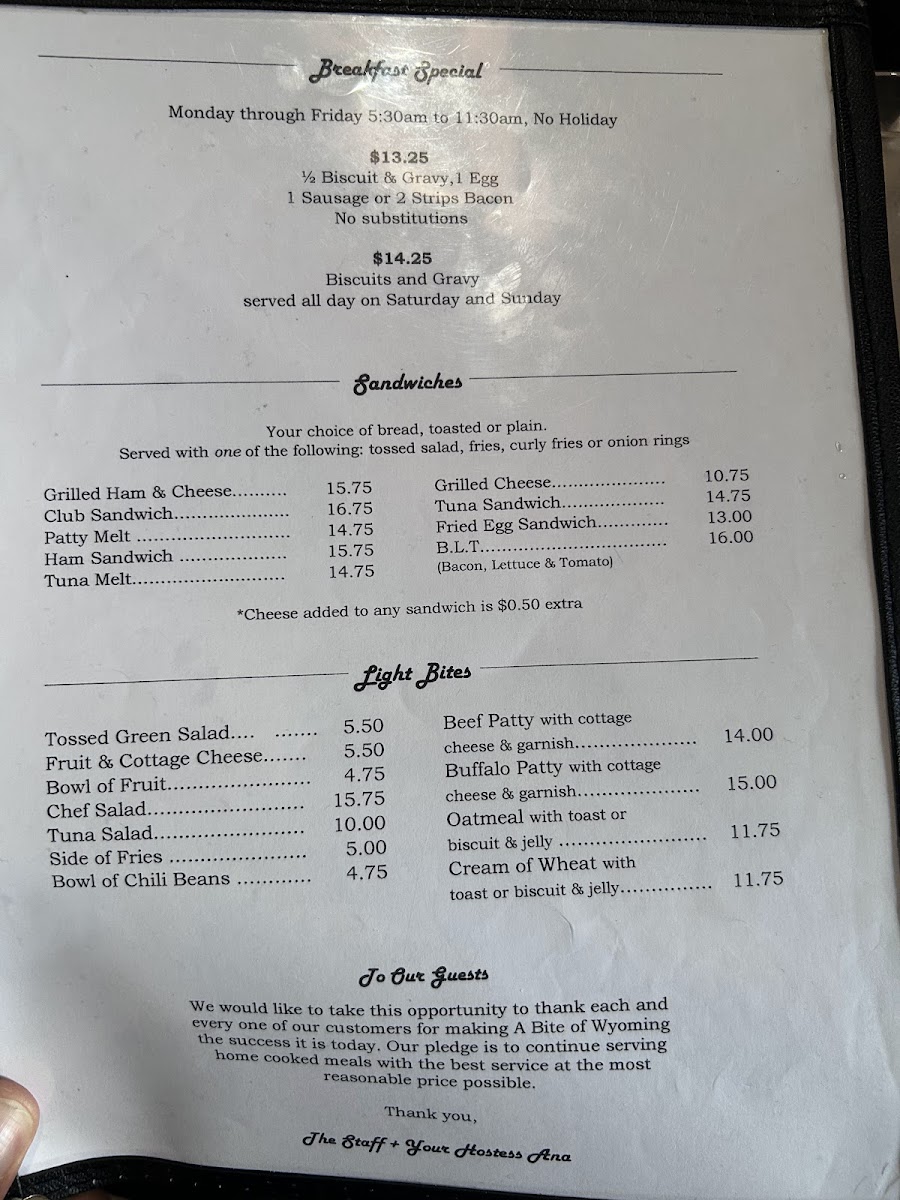 Breakfast Special
Monday through Friday 5:30am to 11:30am, No Holiday
$13.25
½ Biscuit & Gravy,1 Egg
1 Sausage or 2 Strips Bacon
No substitutions
$14.25
Biscuits and Gravy
served all day on Saturday and Sunday
Sandwiches
Your choice of bread, toasted or plain.
Served with one of the following: tossed salad, fries, curly fries or onion rings
Grilled Ham & Cheese.......... 15.75
Club Sandwich..................... 16.75
Patty Melt ............................ 14.75
Ham Sandwich ................... 15.75
Tuna Melt............................ 14.75
Grilled Cheese..................... 10.75
Tuna Sandwich................... 14.75
Fried Egg Sandwich............. 13.00
B.L.T.................................. 16.00
(Bacon, Lettuce & Tomato)
*Cheese added to any sandwich is $0.50 extra
Light Bites
Tossed Green Salad.... ....... 5.50
Fruit & Cottage Cheese....... 5.50
Bowl of Fruit....................... 4.75
Chef Salad.......................... 15.75
Tuna Salad......................... 10.00
Side of Fries ...................... 5.00
Bowl of Chili Beans ............ 4.75
Beef Patty with cottage
cheese & garnish.................... 14.00
Buffalo Patty with cottage
cheese & garnish.................... 15.00
Oatmeal with toast or
biscuit & jelly ........................ 11.75
Cream of Wheat with
toast or biscuit & jelly............... 11.75
To Our Guests
We would like to take this opportunity to thank each and
every one of our customers for making A Bite of Wyoming
the success it is today. Our pledge is to continue serving
home cooked meals with the best service at the most
reasonable price possible.
Thank you,
The Staff + Your Hostess Ana